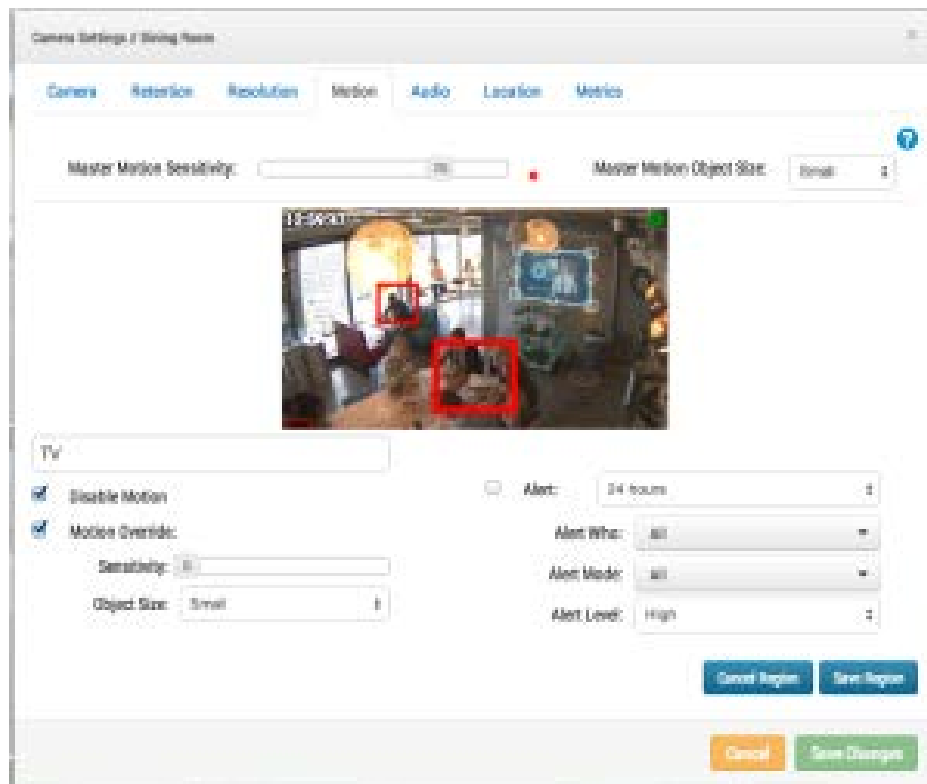 Camera Settings / Dining Room
Camera Retention Resolution Motion Audio Location Metrics
Master Motion Sensitivity:
Master Motion Object Size: Small
TV
Disable Motion
Motion Override:
Sensitivity:
Object Size: Small
Alert: 24 hours
Alert Who: All
Alert Mode: All
Alert Level: High
Cancel Region Save Region
Cancel Save Changes